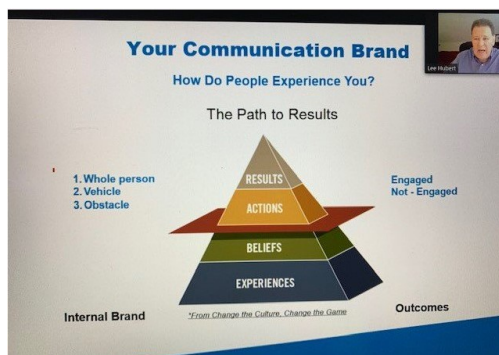 Your Communication Brand
How Do People Experience You?
The Path to Results
1. Whole person
2. Vehicle
3. Obstacle
RESULTS
ACTIONS
BELIEFS
EXPERIENCES
Engaged
Not - Engaged
Internal Brand
*From Change the Culture, Change the Game
Outcomes
Lee Hubert